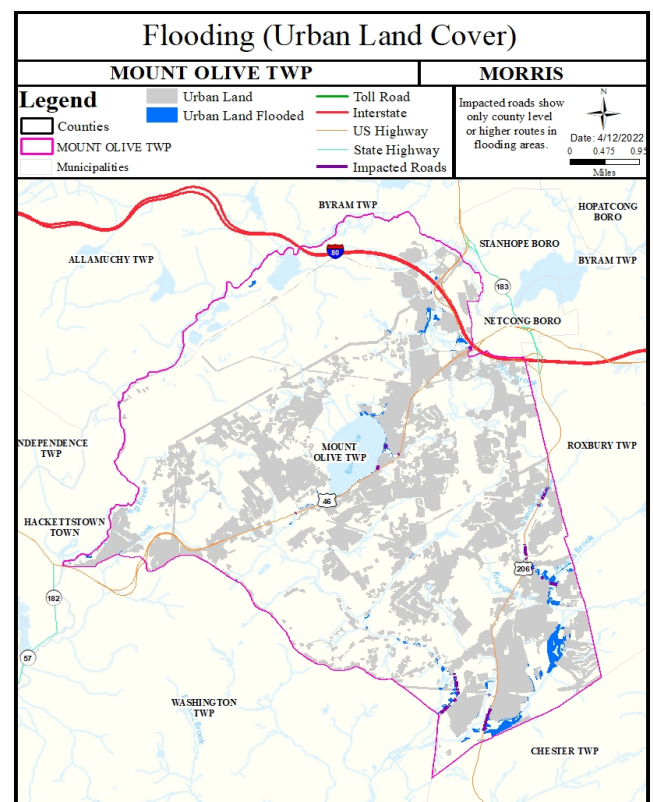 Flooding (Urban Land Cover)
MOUNT OLIVE TWP
MORRIS
Legend
Counties
MOUNT OLIVE TWP
Municipalities
Urban Land
Urban Land Flooded
Toll Road
Interstate
US Highway
State Highway
Impacted Roads
Impacted roads show
only county level
or higher routes in
flooding areas.
N
Date: 4/12/2022
0 0.475 0.95
Miles
BYRAM TWP
HOPATCONG
BORO
STANHOPE BORO
ALLAMUCHY TWP
80
BYRAM TWP
183
NETCONG BORO
NDEPENDENCE
TWP
MOUNT
OLIVE TWP
ROXBURY TWP
46
HACKETTSTOWN
TOWN
Brook
206
Brook
182
57
WASHINGTON
TWP
Brook
CHESTER TWP